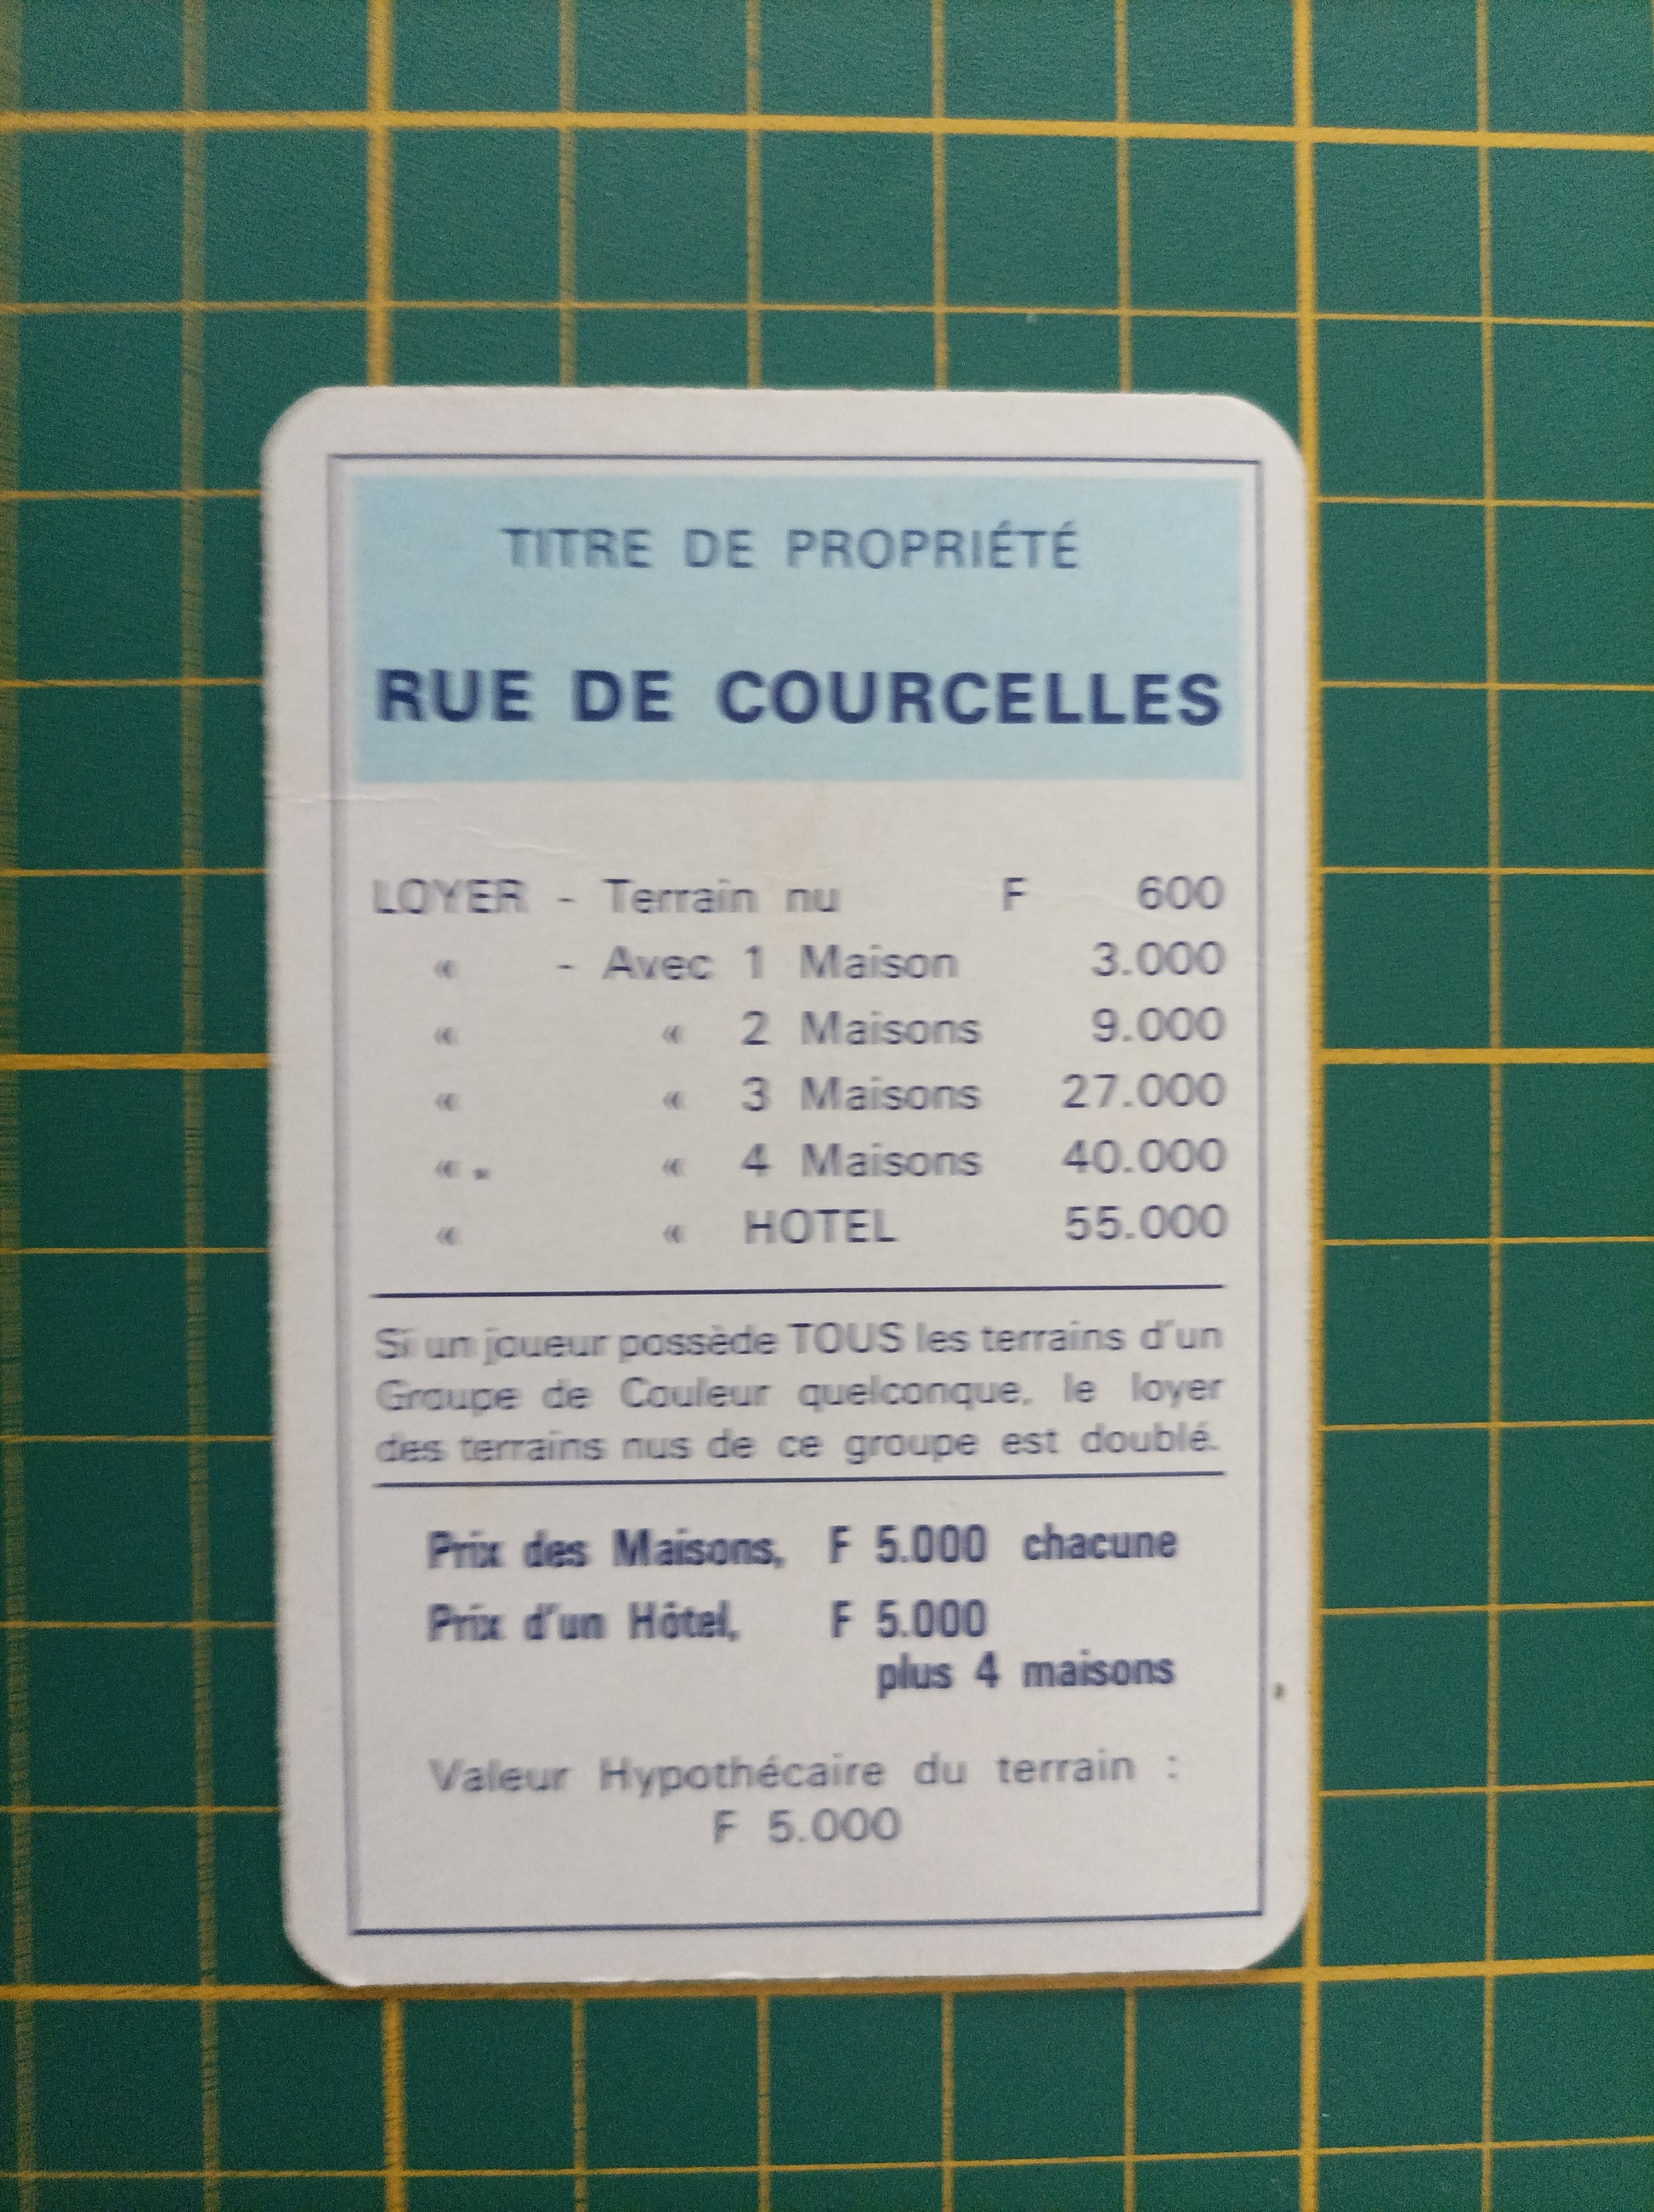 TITRE DE PROPRIÉTÉ
RUE DE COURCELLES
LOYER - Terrain nu F 600
« - Avec 1 Maison 3.000
« « 2 Maisons 9.000
« « 3 Maisons 27.000
« « 4 Maisons 40.000
« « HOTEL 55.000
Si un joueur possède TOUS les terrains d'un
Groupe de Couleur quelconque, le loyer
des terrains nus de ce groupe est doublé.
Prix des Maisons, F 5.000 chacune
Prix d'un Hôtel, F 5.000
plus 4 maisons
Valeur Hypothécaire du terrain :
F 5.000